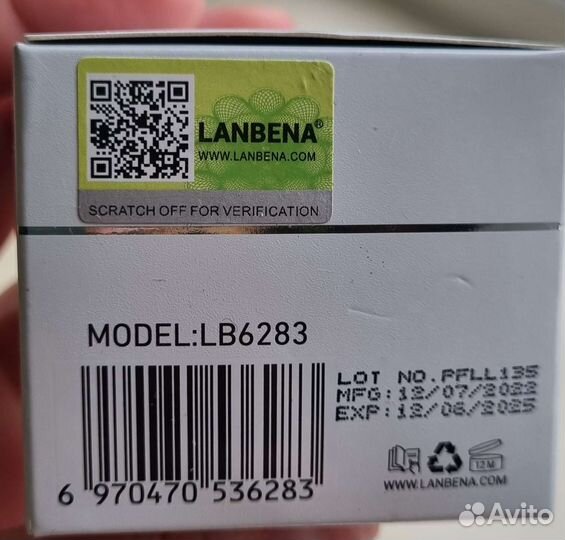 LANBENA®
WWW.LANBENA.COM
SCRATCH OFF FOR VERIFICATION
MODEL:LB6283
LOT NO.PFLL135
MFG:12/07/2022
EXP:12/06/2025
12M
WWW.LANBENA.COM
6 970470 536283
Avito